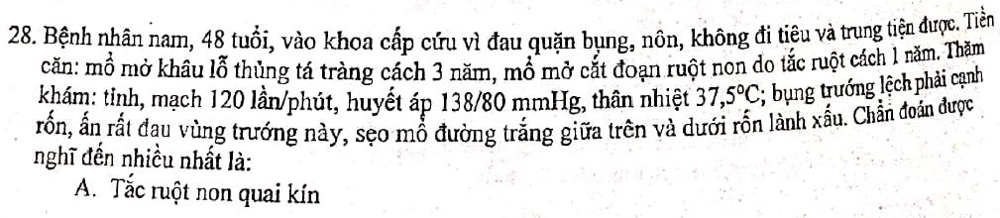 28. Bệnh nhân nam, 48 tuổi, vào khoa cấp cứu vì đau quặn bụng, nôn, không đi tiêu và trung tiện được. Tiền
căn: mổ mở khâu lỗ thủng tá tràng cách 3 năm, mổ mở cắt đoạn ruột non do tắc ruột cách 1 năm. Thăm
khám: tỉnh, mạch 120 lần/phút, huyết áp 138/80 mmHg, thân nhiệt 37,5°C; bụng trướng lệch phải cạnh
rốn, ấn rất đau vùng trướng này, sẹo mổ đường trắng giữa trên và dưới rốn lành xấu. Chẩn đoán được
nghĩ đến nhiều nhất là:
A. Tắc ruột non quai kín